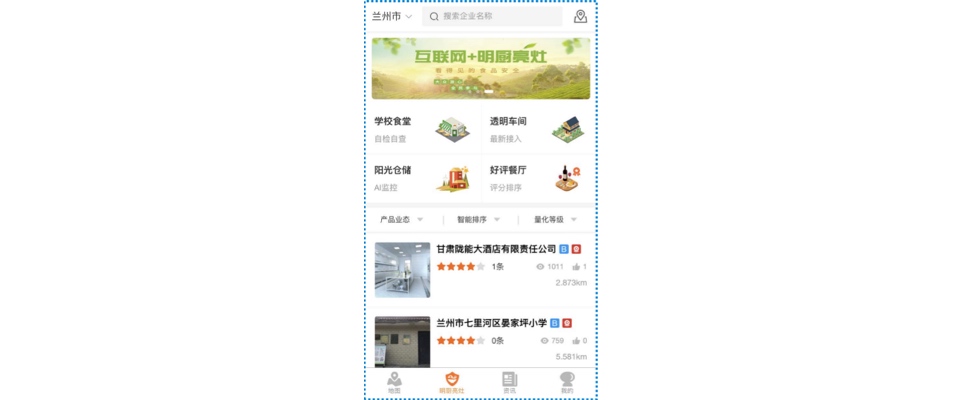 兰州市
搜索企业名称
互联网+明厨亮灶
看得见的食品安全
学校食堂
透明车间
自检自查
最新接入
阳光仓储
好评餐厅
AI监控
评分排序
产品业态
智能排序
量化等级
甘肃陇能大酒店有限责任公司 B
1条 1011 1
2.873km
兰州市七里河区晏家坪小学 B
0条 759 0
5.581km
地图 明厨亮灶 资讯 我的